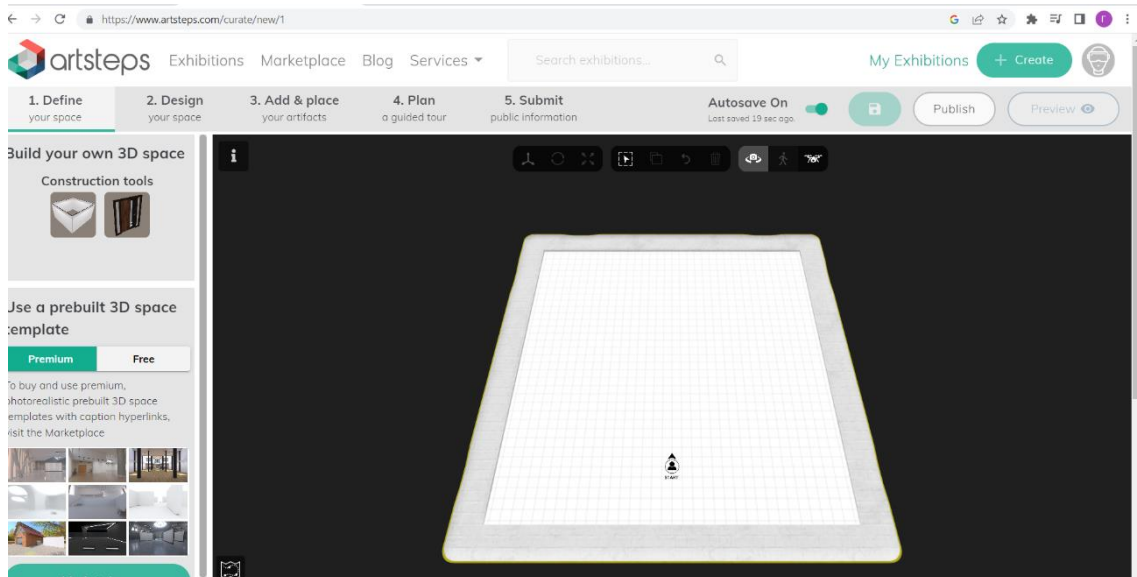 https://www.artsteps.com/curate/new/1
artsteps Exhibitions Marketplace Blog Services Search exhibitions... My Exhibitions + Create
1. Define 2. Design 3. Add & place 4. Plan 5. Submit Autosave On
your space your space your artifacts a guided tour public information Last saved 19 sec ago. Publish Preview
Build your own 3D space
Construction tools
Use a prebuilt 3D space
template
Premium Free
To buy and use premium,
photorealistic prebuilt 3D space
templates with caption hyperlinks,
visit the Marketplace
START